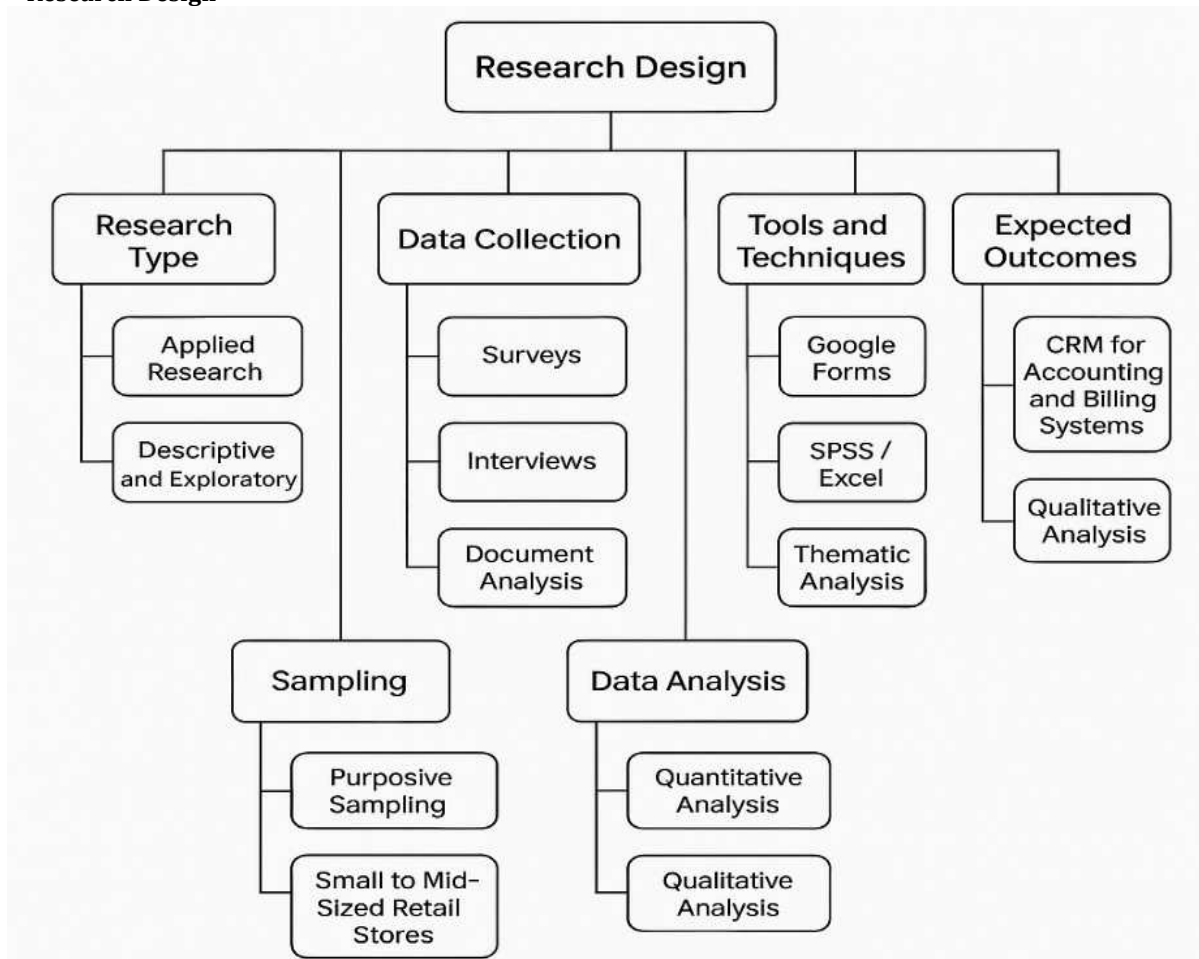 Research Design
Research Design
Research
Type
Applied
Research
Descriptive
and Exploratory
Data Collection
Surveys
Interviews
Document
Analysis
Tools and
Techniques
Google
Forms
SPSS /
Excel
Thematic
Analysis
Expected
Outcomes
CRM for
Accounting
and Billing
Systems
Qualitative
Analysis
Sampling
Purposive
Sampling
Small to Mid-
Sized Retail
Stores
Data Analysis
Quantitative
Analysis
Qualitative
Analysis